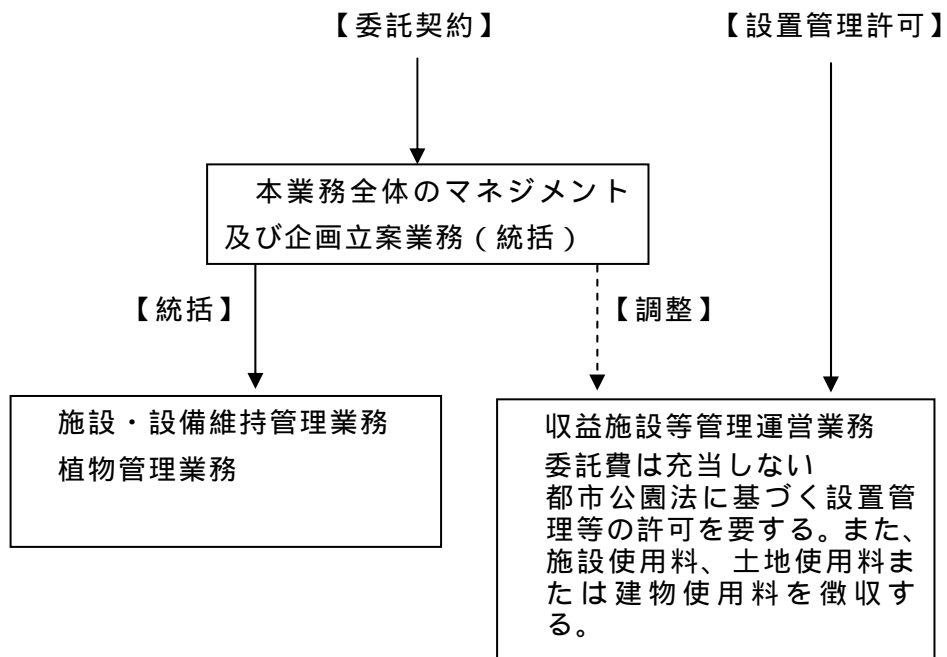 【委託契約】
【設置管理許可】
本業務全体のマネジメント
及び企画立案業務（統括）
【統括】
【調整】
施設・設備維持管理業務
植物管理業務
収益施設等管理運営業務
委託費は充当しない
都市公園法に基づく設置管
理等の許可を要する。また、
施設使用料、土地使用料ま
たは建物使用料を徴収す
る。